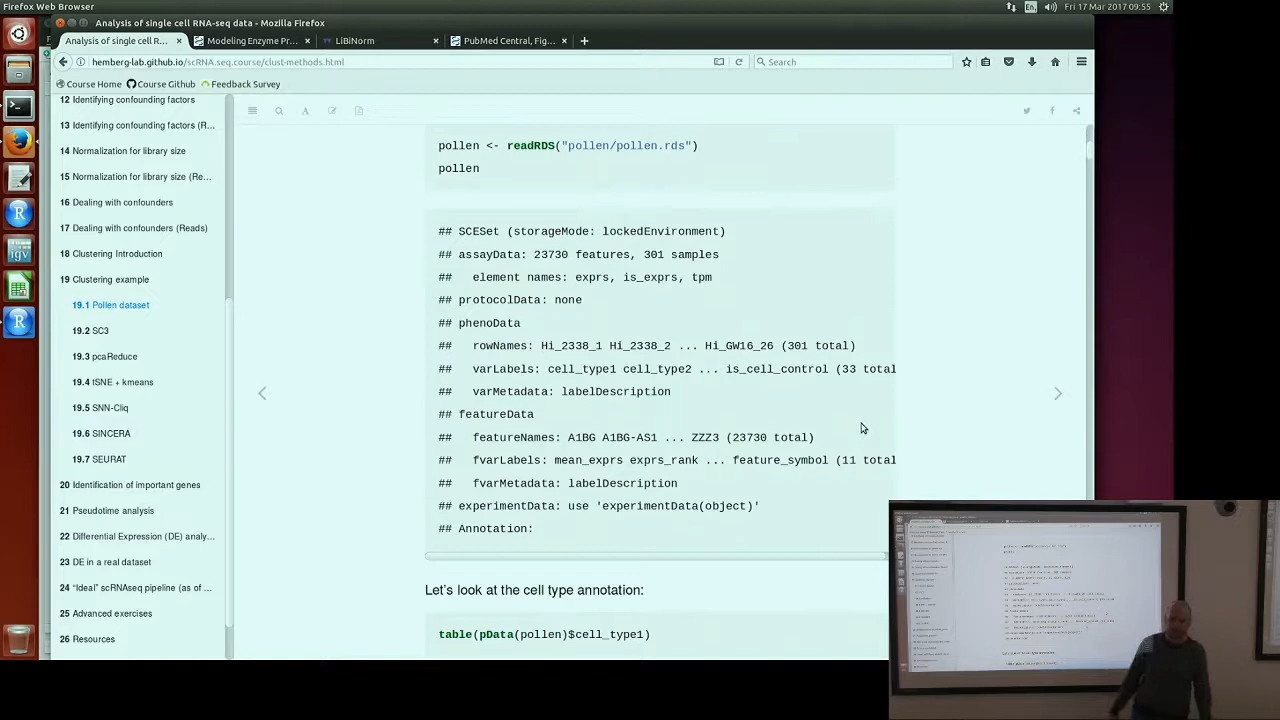 Firefox Web Browser
En
Fri 17 Mar 2017 09:55
Analysis of single cell RNA-seq data - Mozilla Firefox
Analysis of single cell R... ×
Modeling Enzyme Pr... ×
LiBiNorm ×
PubMed Central, Fig... ×
hemberg-lab.github.io/scRNA.seq.course/clust-methods.html
Search
Course Home Course Github Feedback Survey
12 Identifying confounding factors
13 Identifying confounding factors (R...
14 Normalization for library size
15 Normalization for library size (Re...
16 Dealing with confounders
17 Dealing with confounders (Reads)
18 Clustering Introduction
19 Clustering example
19.1 Pollen dataset
19.2 SC3
19.3 pcaReduce
19.4 tSNE + kmeans
19.5 SNN-Cliq
19.6 SINCERA
19.7 SEURAT
20 Identification of important genes
21 Pseudotime analysis
22 Differential Expression (DE) analy...
23 DE in a real dataset
24 “Ideal” scRNAseq pipeline (as of ...
25 Advanced exercises
26 Resources
pollen <- readRDS("pollen/pollen.rds")
pollen
## SCESet (storageMode: lockedEnvironment)
## assayData: 23730 features, 301 samples
##   element names: exprs, is_exprs, tpm
## protocolData: none
## phenoData
##   rowNames: Hi_2338_1 Hi_2338_2 ... Hi_GW16_26 (301 total)
##   varLabels: cell_type1 cell_type2 ... is_cell_control (33 total
##   varMetadata: labelDescription
## featureData
##   featureNames: A1BG A1BG-AS1 ... ZZZ3 (23730 total)
##   fvarLabels: mean_exprs exprs_rank ... feature_symbol (11 total
##   fvarMetadata: labelDescription
## experimentData: use 'experimentData(object)'
## Annotation:
Let’s look at the cell type annotation:
table(pData(pollen)$cell_type1)